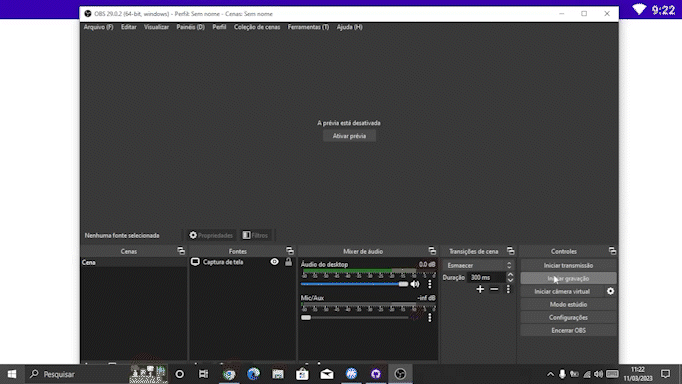 9:22
OBS 29.0.2 (64-bit, windows) - Perfil: Sem nome - Cenas: Sem nome
Arquivo (F) Editar Visualizar Painéis (D) Perfil Coleção de cenas Ferramentas (T) Ajuda (H)
A prévia está desativada
Ativar prévia
Nenhuma fonte selecionada Propriedades Filtros
Cenas Fontes Mixer de áudio Transições de cena Controles
Cena
Captura de tela
Áudio do desktop 0.0 dB
Mic/Aux -inf dB
Esmaecer
Duração 300 ms
Iniciar transmissão
Iniciar gravação
Iniciar câmera virtual
Modo estúdio
Configurações
Encerrar OBS
Pesquisar
11:22
11/03/2023